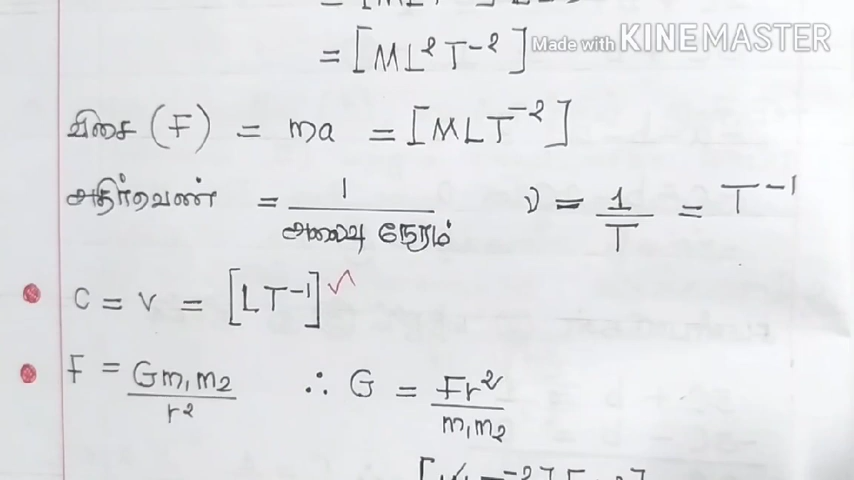 = [ML²T⁻²]
Made with KINEMASTER
விசை (F) = ma = [MLT⁻²]
அதிர்வெண் = 1 / அலைவு நேரம் ν = 1/T = T⁻¹
C = v = [LT⁻¹] ✓
F = Gm₁m₂ / r² ∴ G = Fr² / m₁m₂